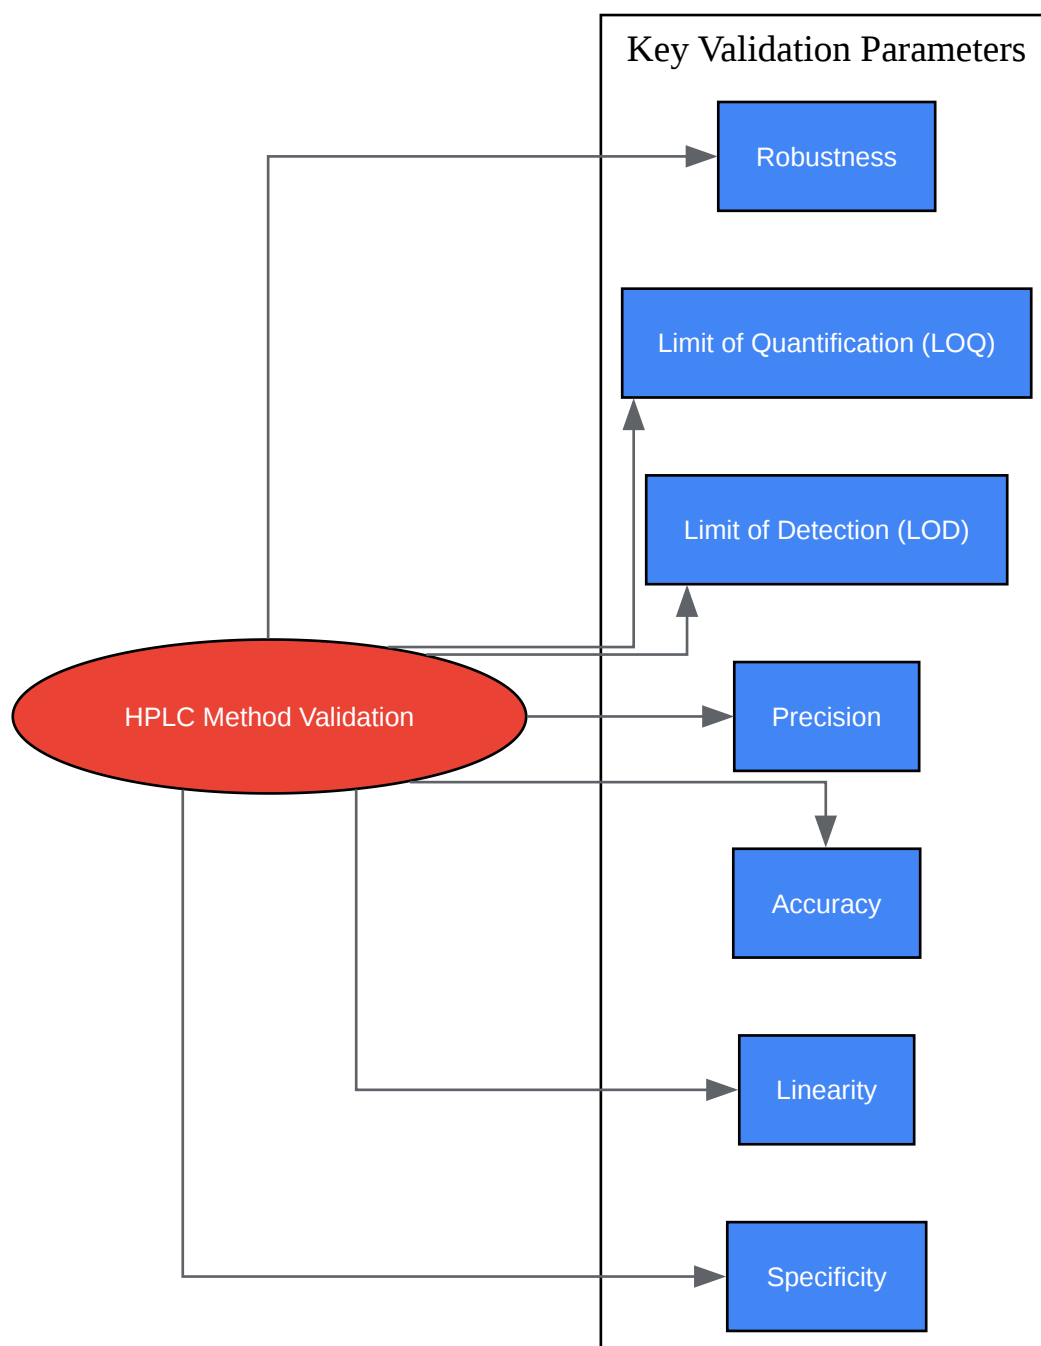 Key Validation Parameters
Robustness
Limit of Quantification (LOQ)
Limit of Detection (LOD)
HPLC Method Validation
Precision
Accuracy
Linearity
Specificity